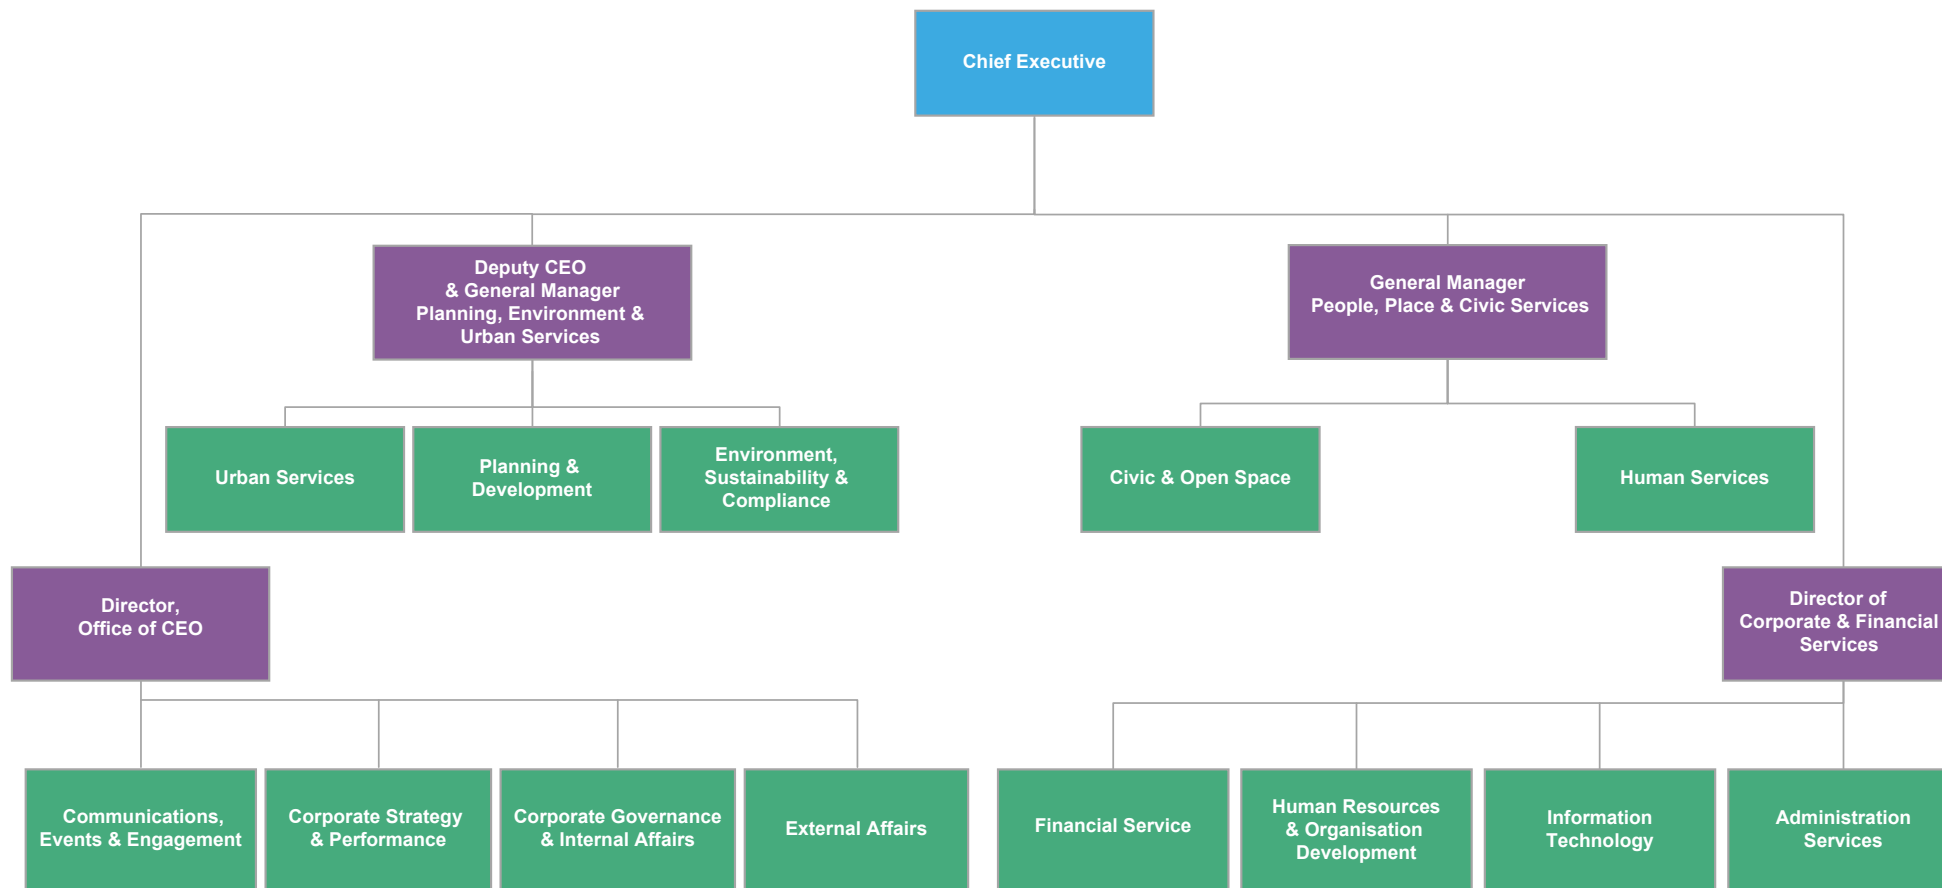 Chief Executive
Deputy CEO
& General Manager
Planning, Environment &
Urban Services
General Manager
People, Place & Civic Services
Urban Services
Planning &
Development
Environment,
Sustainability &
Compliance
Civic & Open Space
Human Services
Director,
Office of CEO
Director of
Corporate & Financial
Services
Communications,
Events & Engagement
Corporate Strategy
& Performance
Corporate Governance
& Internal Affairs
External Affairs
Financial Service
Human Resources
& Organisation
Development
Information
Technology
Administration
Services